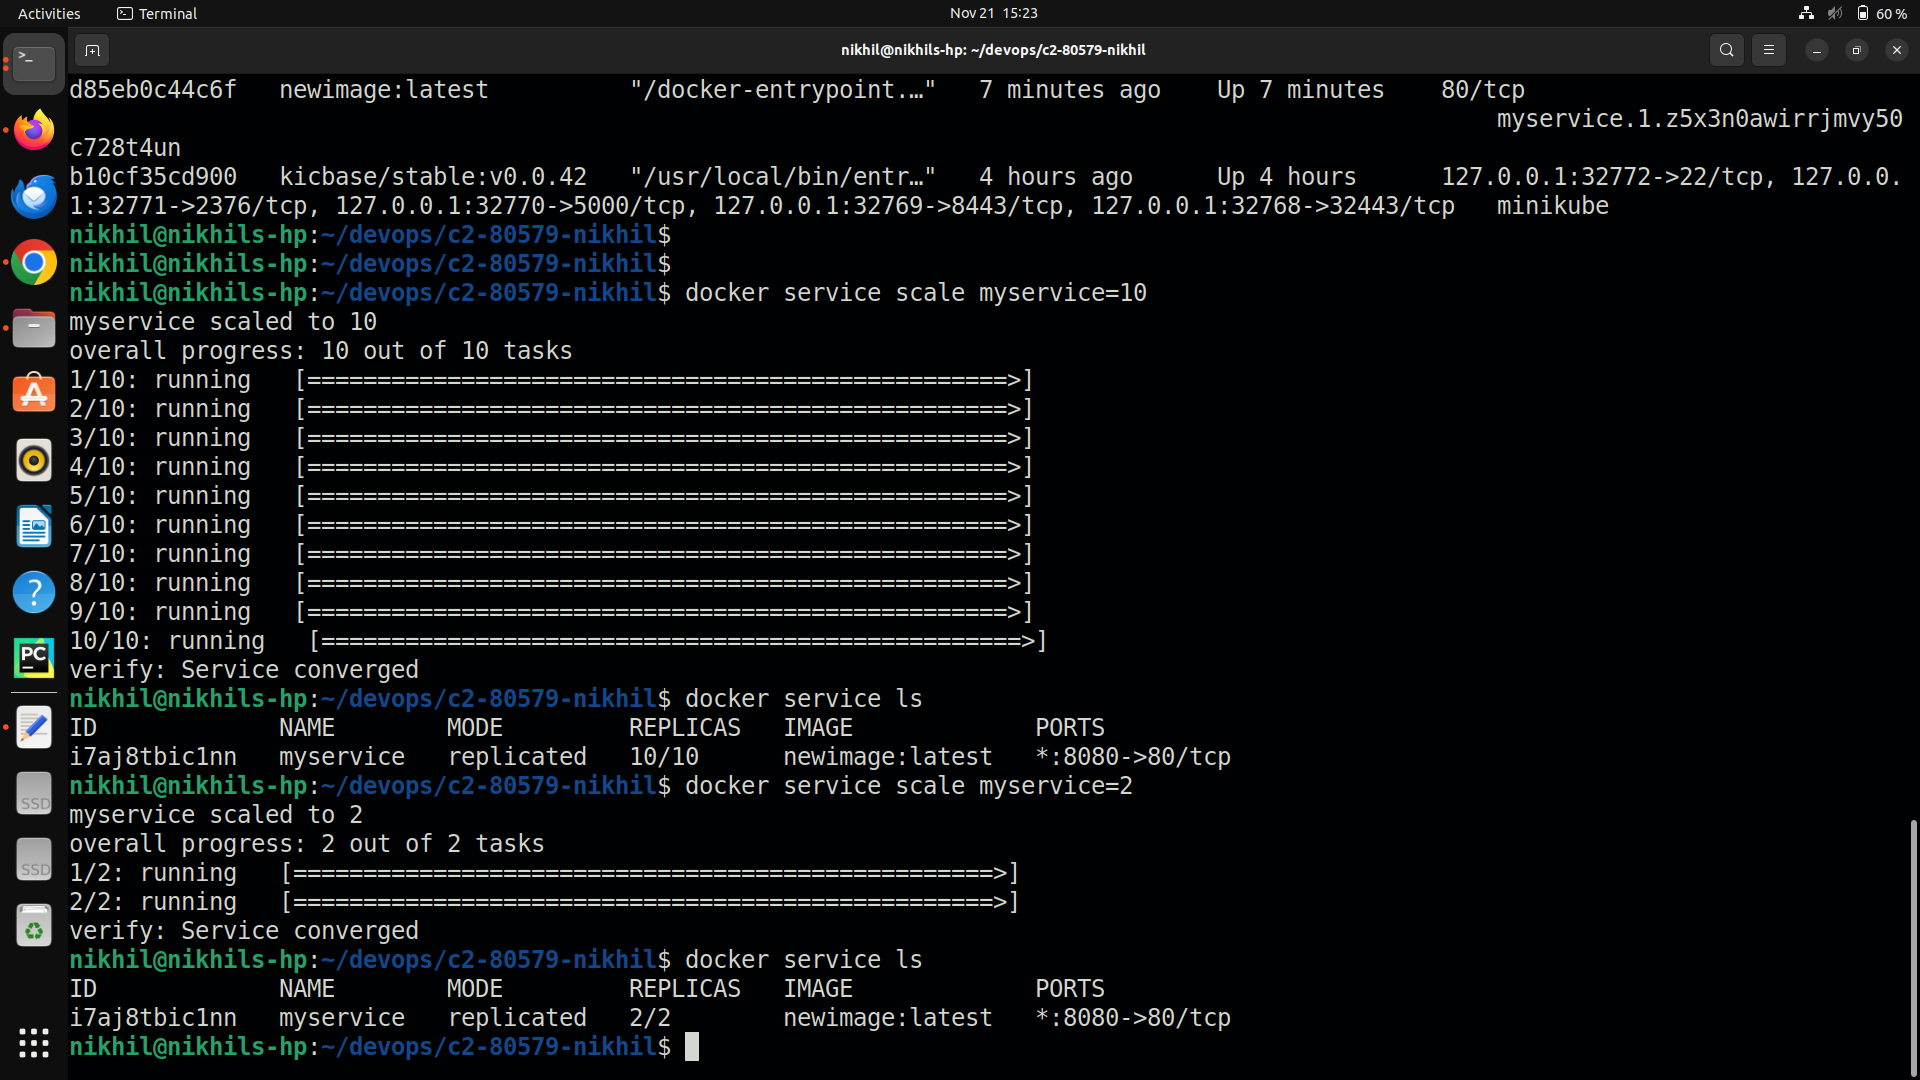 Activities Terminal Nov 21 15:23 60 %
nikhil@nikhils-hp: ~/devops/c2-80579-nikhil
d85eb0c44c6f newimage:latest "/docker-entrypoint.…" 7 minutes ago Up 7 minutes 80/tcp
myservice.1.z5x3n0awirrjmvy50
c728t4un
b10cf35cd900 kicbase/stable:v0.0.42 "/usr/local/bin/entr…" 4 hours ago Up 4 hours 127.0.0.1:32772->22/tcp, 127.0.0.
1:32771->2376/tcp, 127.0.0.1:32770->5000/tcp, 127.0.0.1:32769->8443/tcp, 127.0.0.1:32768->32443/tcp minikube
nikhil@nikhils-hp:~/devops/c2-80579-nikhil$
nikhil@nikhils-hp:~/devops/c2-80579-nikhil$
nikhil@nikhils-hp:~/devops/c2-80579-nikhil$ docker service scale myservice=10
myservice scaled to 10
overall progress: 10 out of 10 tasks
1/10: running [==================================================>]
2/10: running [==================================================>]
3/10: running [==================================================>]
4/10: running [==================================================>]
5/10: running [==================================================>]
6/10: running [==================================================>]
7/10: running [==================================================>]
8/10: running [==================================================>]
9/10: running [==================================================>]
10/10: running [==================================================>]
verify: Service converged
nikhil@nikhils-hp:~/devops/c2-80579-nikhil$ docker service ls
ID NAME MODE REPLICAS IMAGE PORTS
i7aj8tbic1nn myservice replicated 10/10 newimage:latest *:8080->80/tcp
nikhil@nikhils-hp:~/devops/c2-80579-nikhil$ docker service scale myservice=2
myservice scaled to 2
overall progress: 2 out of 2 tasks
1/2: running [==================================================>]
2/2: running [==================================================>]
verify: Service converged
nikhil@nikhils-hp:~/devops/c2-80579-nikhil$ docker service ls
ID NAME MODE REPLICAS IMAGE PORTS
i7aj8tbic1nn myservice replicated 2/2 newimage:latest *:8080->80/tcp
nikhil@nikhils-hp:~/devops/c2-80579-nikhil$
PC
SSD
SSD